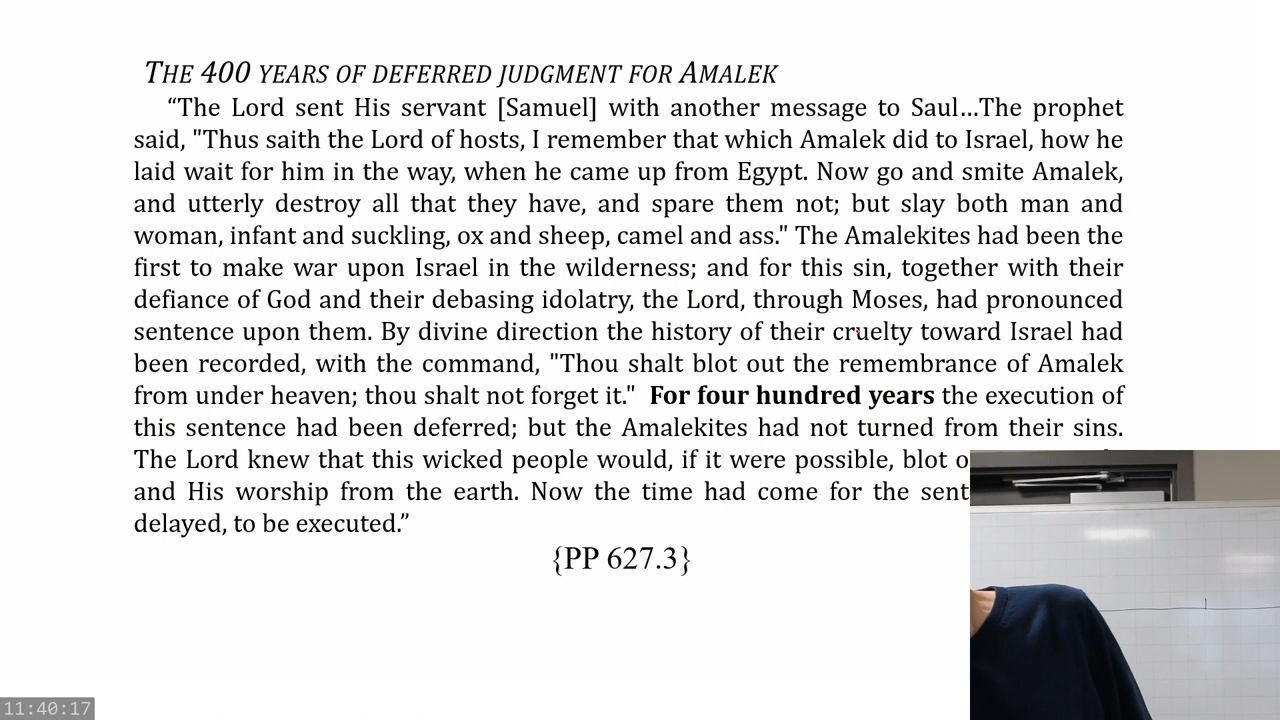 THE 400 YEARS OF DEFERRED JUDGMENT FOR AMALEK
“The Lord sent His servant [Samuel] with another message to Saul…The prophet
said, "Thus saith the Lord of hosts, I remember that which Amalek did to Israel, how he
laid wait for him in the way, when he came up from Egypt. Now go and smite Amalek,
and utterly destroy all that they have, and spare them not; but slay both man and
woman, infant and suckling, ox and sheep, camel and ass." The Amalekites had been the
first to make war upon Israel in the wilderness; and for this sin, together with their
defiance of God and their debasing idolatry, the Lord, through Moses, had pronounced
sentence upon them. By divine direction the history of their cruelty toward Israel had
been recorded, with the command, "Thou shalt blot out the remembrance of Amalek
from under heaven; thou shalt not forget it." For four hundred years the execution of
this sentence had been deferred; but the Amalekites had not turned from their sins.
The Lord knew that this wicked people would, if it were possible, blot
and His worship from the earth. Now the time had come for the
delayed, to be executed.”
{PP 627.3}
11:40:17